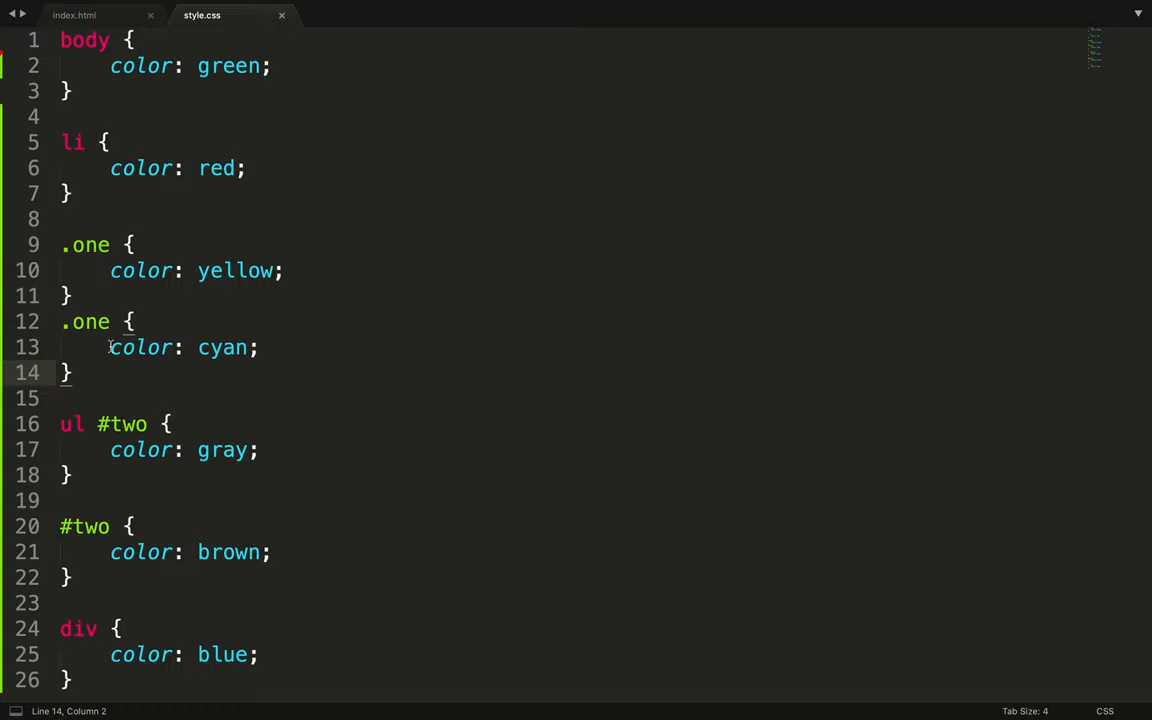 index.html
style.css
1 body {
2 color: green;
3 }
4
5 li {
6 color: red;
7 }
8
9 .one {
10 color: yellow;
11 }
12 .one {
13 color: cyan;
14 }
15
16 ul #two {
17 color: gray;
18 }
19
20 #two {
21 color: brown;
22 }
23
24 div {
25 color: blue;
26 }
Line 14, Column 2 Tab Size: 4 CSS